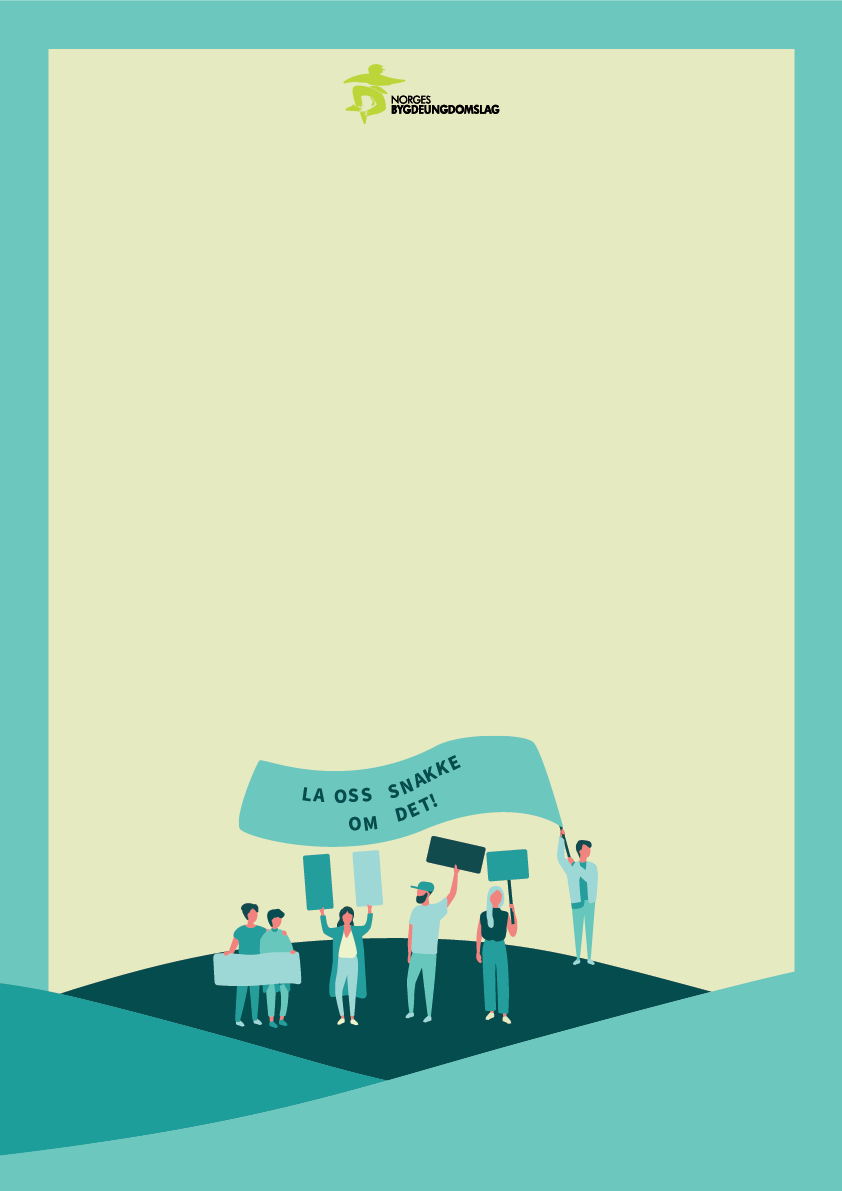 NORGES
BYGDEUNGDOMSLAG
LA OSS SNAKKE
OM DET!